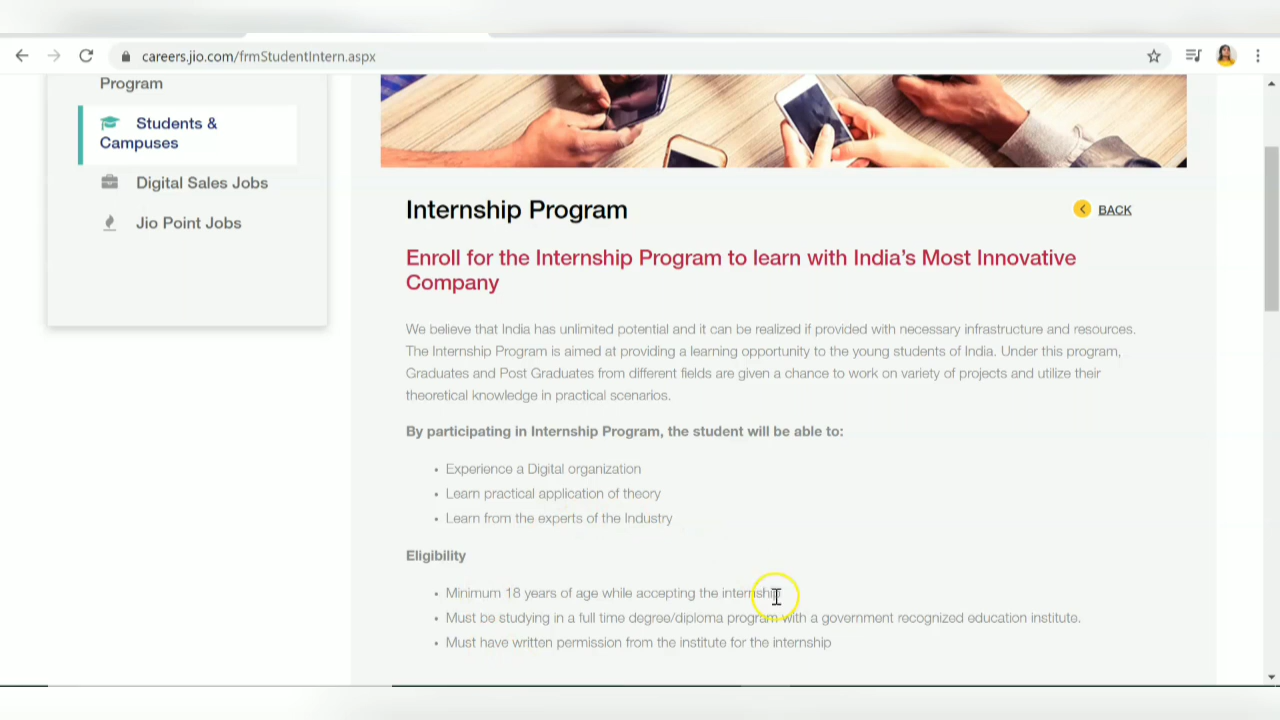 careers.jio.com/frmStudentIntern.aspx
Program
Students &
Campuses
Digital Sales Jobs
Jio Point Jobs
Internship Program
BACK
Enroll for the Internship Program to learn with India's Most Innovative
Company
We believe that India has unlimited potential and it can be realized if provided with necessary infrastructure and resources.
The Internship Program is aimed at providing a learning opportunity to the young students of India. Under this program,
Graduates and Post Graduates from different fields are given a chance to work on variety of projects and utilize their
theoretical knowledge in practical scenarios.
By participating in Internship Program, the student will be able to:
• Experience a Digital organization
• Learn practical application of theory
• Learn from the experts of the Industry
Eligibility
• Minimum 18 years of age while accepting the internship
• Must be studying in a full time degree/diploma program with a government recognized education institute.
• Must have written permission from the institute for the internship